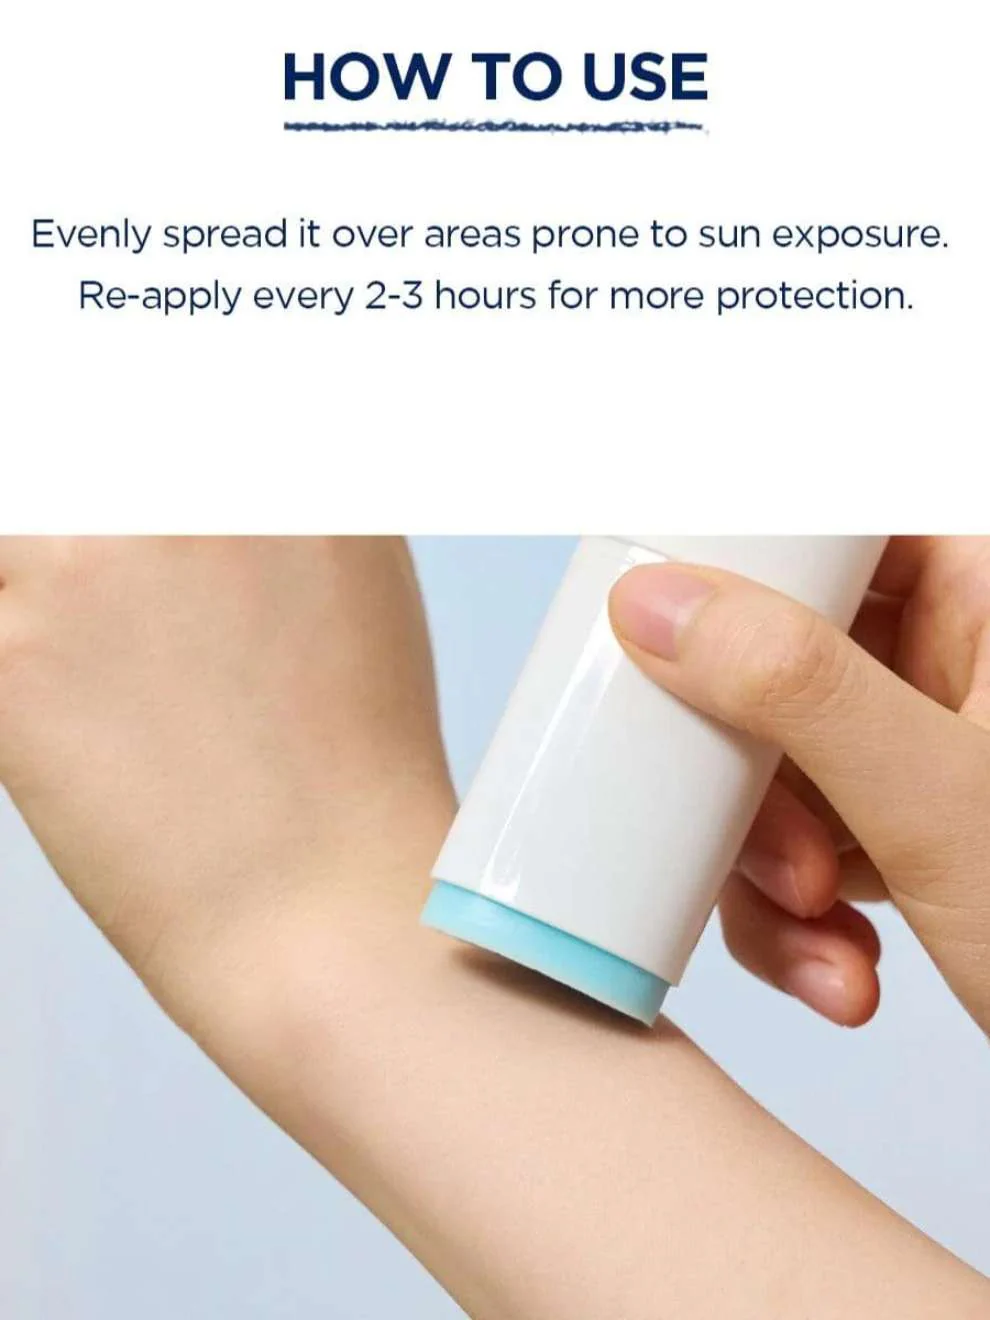 HOW TO USE
Evenly spread it over areas prone to sun exposure.
Re-apply every 2-3 hours for more protection.